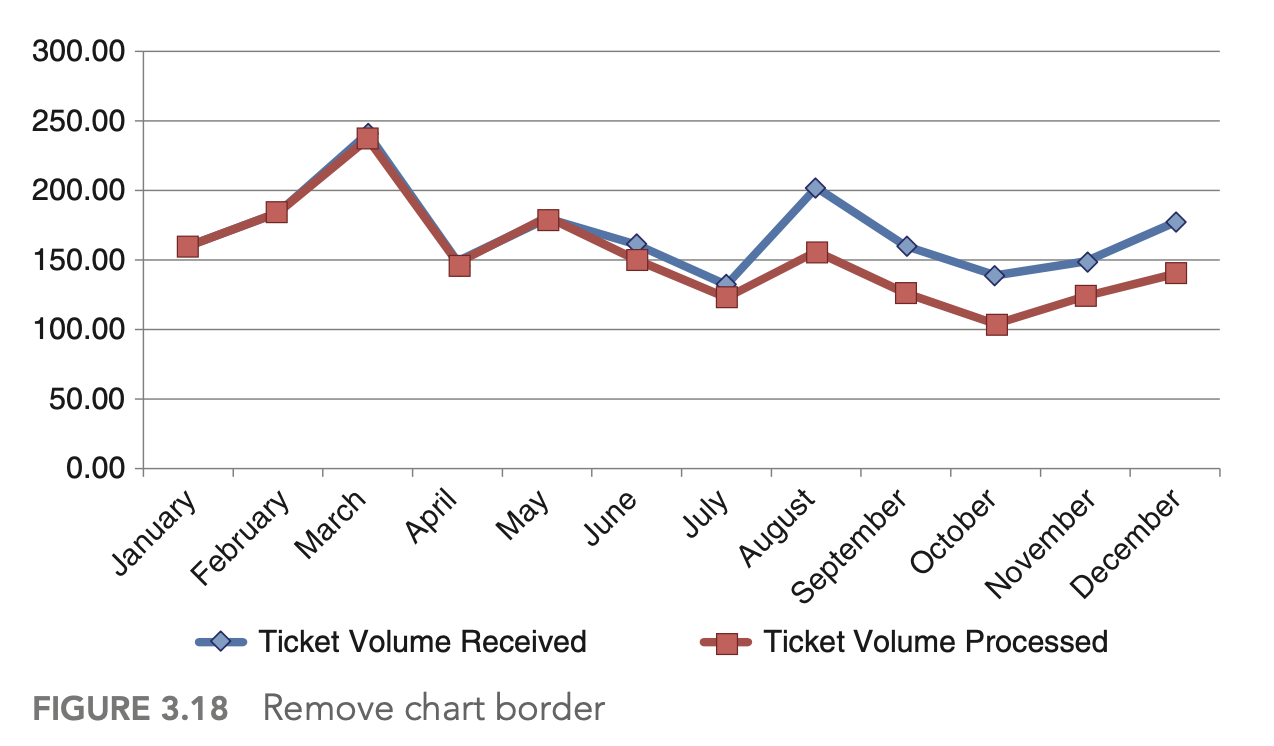 300.00
250.00
200.00
150.00
100.00
50.00
0.00
January
February
March
April
May
June
July
August
September
October
November
December
Ticket Volume Received
Ticket Volume Processed
FIGURE 3.18 Remove chart border